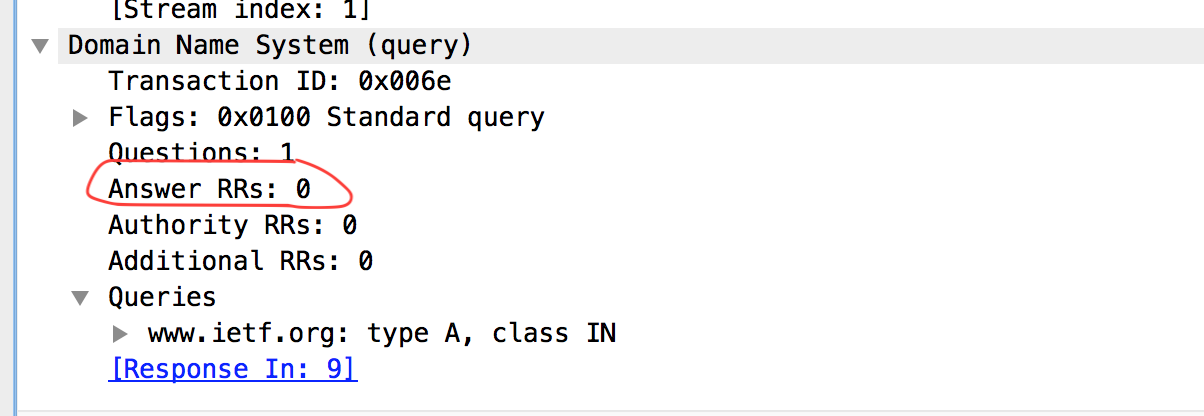 [Stream index: 1]
Domain Name System (query)
Transaction ID: 0x006e
Flags: 0x0100 Standard query
Questions: 1
Answer RRs: 0
Authority RRs: 0
Additional RRs: 0
Queries
www.ietf.org: type A, class IN
[Response In: 9]